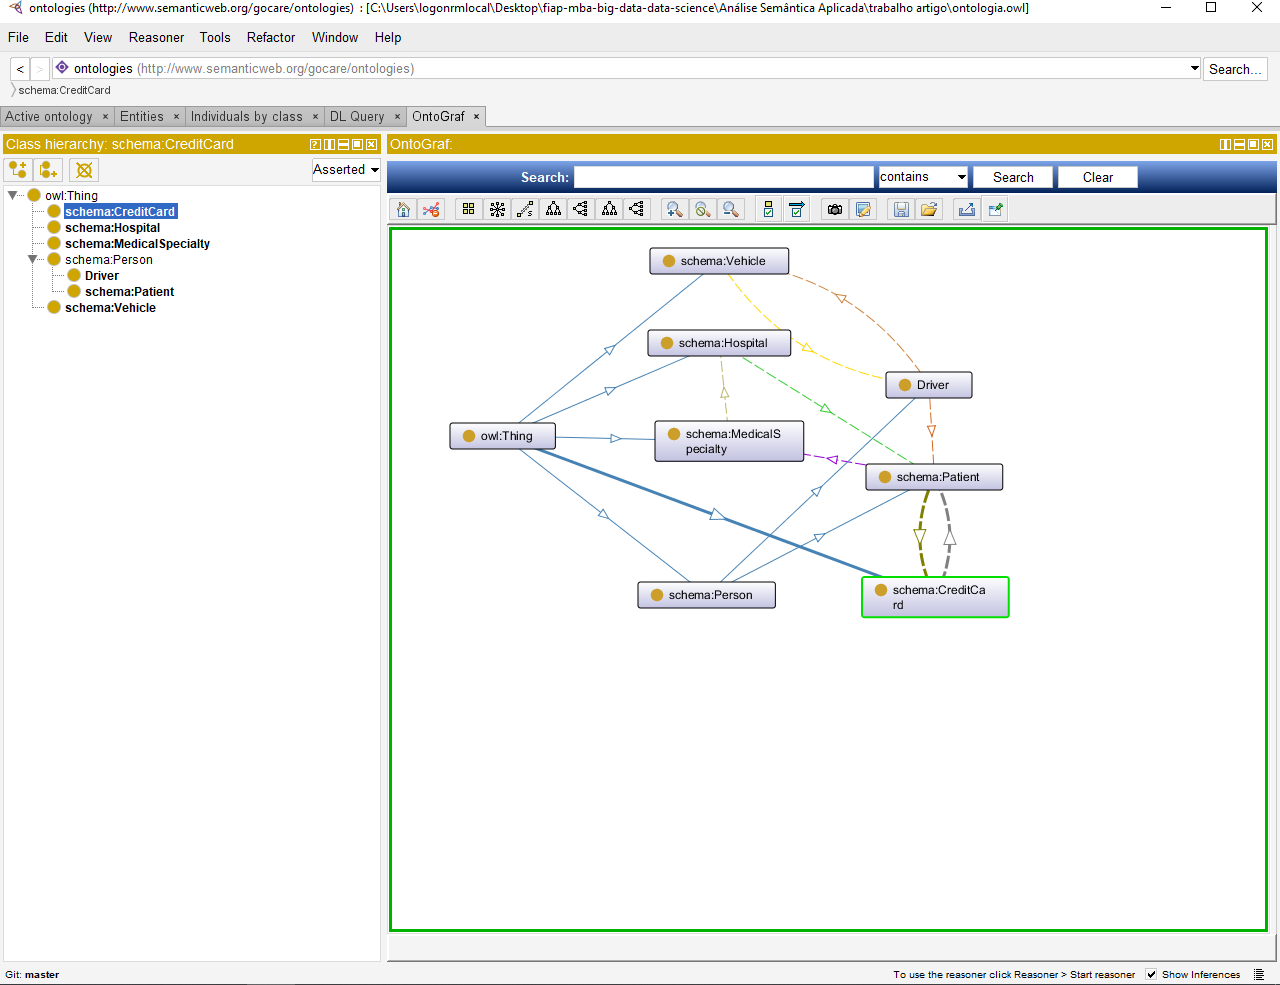 ontologies (http://www.semanticweb.org/gocare/ontologies) : [C:\Users\logonrmlocal\Desktop\fiap-mba-big-data-data-science\Análise Semântica Aplicada\trabalho artigo\ontologia.owl]
File Edit View Reasoner Tools Refactor Window Help
< > ontologies (http://www.semanticweb.org/gocare/ontologies) Search...
schema:CreditCard
Active ontology × Entities × Individuals by class × DL Query × OntoGraf ×
Class hierarchy: schema:CreditCard
Asserted
owl:Thing
schema:CreditCard
schema:Hospital
schema:MedicalSpecialty
schema:Person
Driver
schema:Patient
schema:Vehicle
OntoGraf:
Search: contains Search Clear
schema:Vehicle
schema:Hospital
Driver
owl:Thing
schema:MedicalS
pecialty
schema:Patient
schema:Person
schema:CreditCa
rd
Git: master
To use the reasoner click Reasoner > Start reasoner Show Inferences